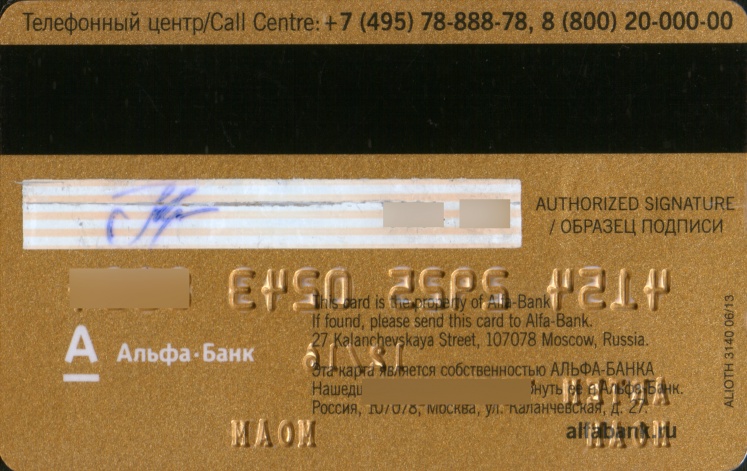 Телефонный центр/Call Centre: +7 (495) 78-888-78, 8 (800) 20-000-00
AUTHORIZED SIGNATURE
/ ОБРАЗЕЦ ПОДПИСИ
This card is the property of Alfa-Bank
If found, please send this card to Alfa-Bank.
27 Kalanchevskaya Street, 107078 Moscow, Russia.
А Альфа·Банк
Эта карта является собственностью АЛЬФА-БАНКА
Россия, 107078, Москва, ул. Каланчевская, д. 27.
alfabank.ru
ALIOTH 3140 06/13